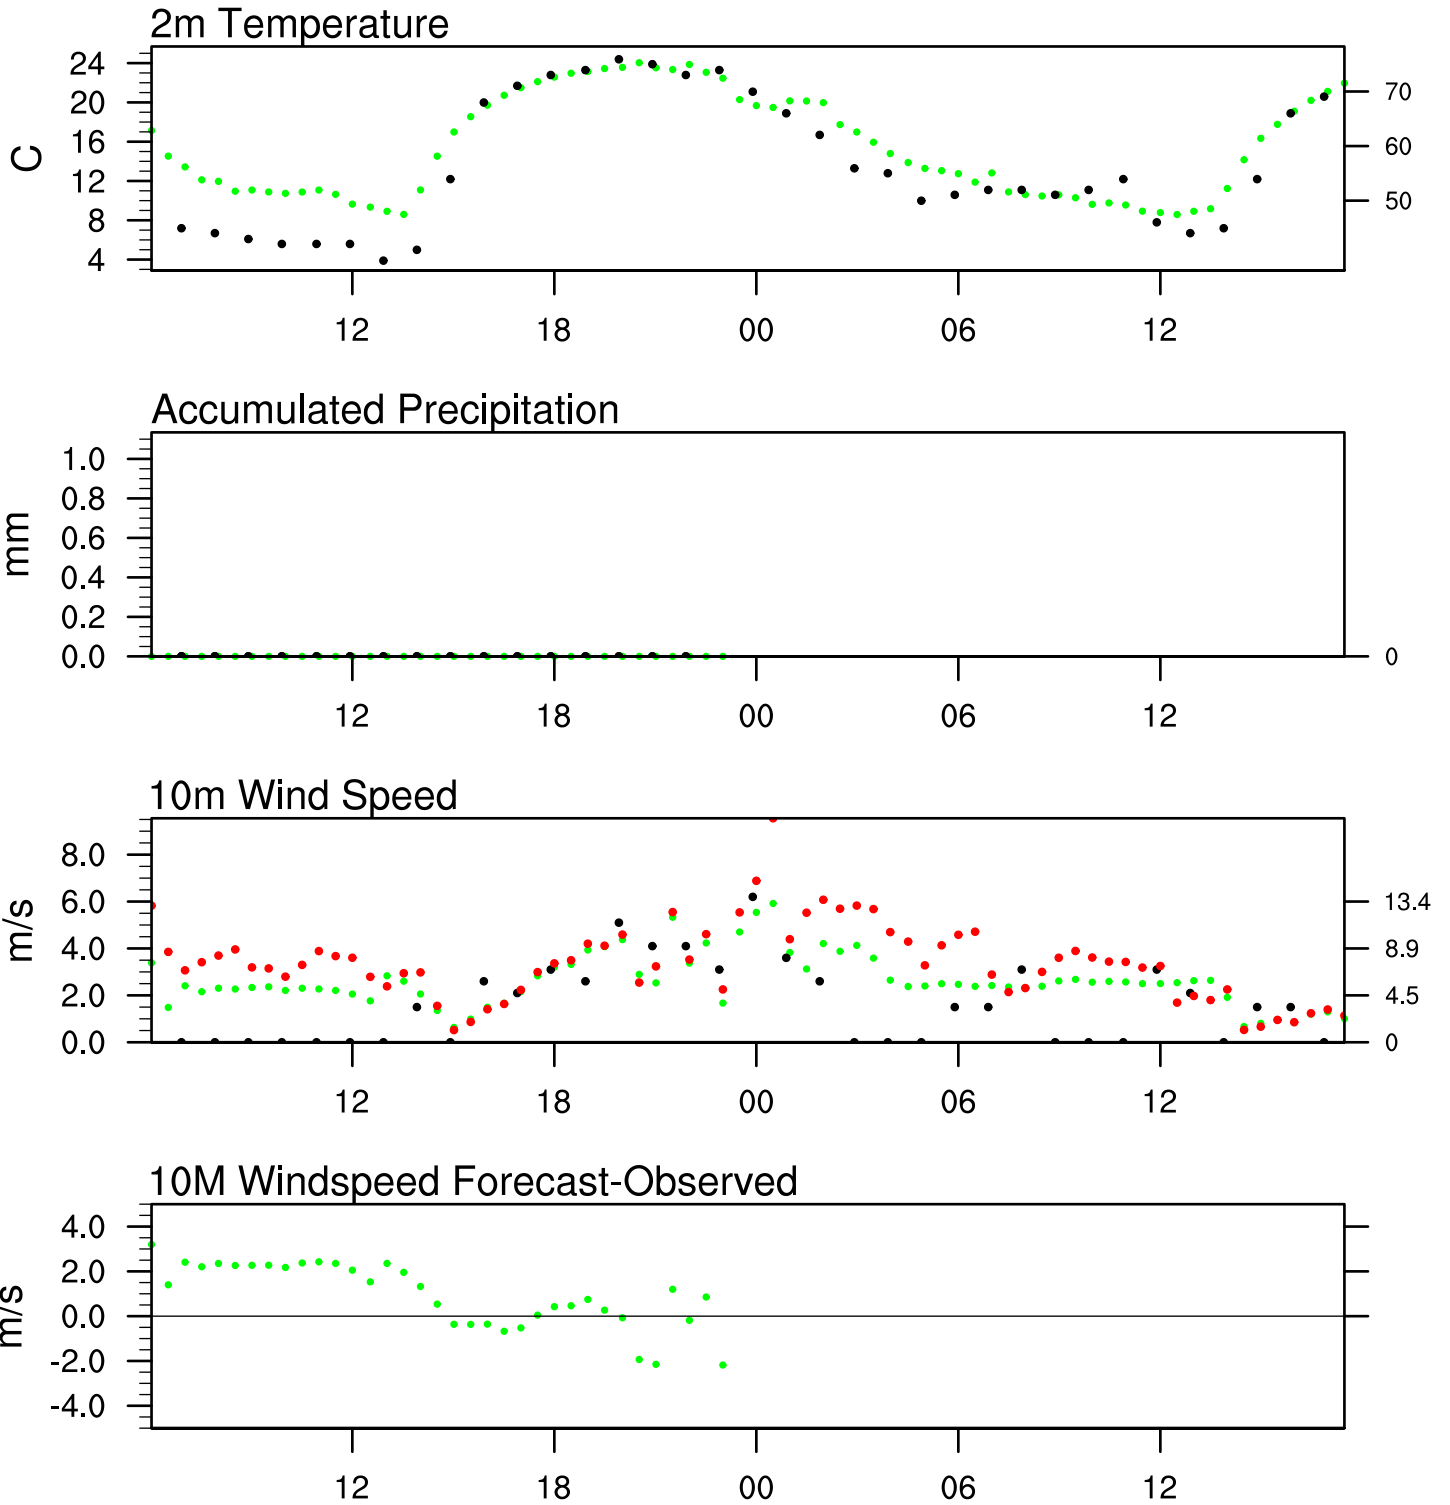 2m Temperature
24
20
16
12
8
4
C
70
60
50
12 18 00 06 12
Accumulated Precipitation
1.0
0.8
0.6
0.4
0.2
0.0
mm
0
12 18 00 06 12
10m Wind Speed
8.0
6.0
4.0
2.0
0.0
m/s
13.4
8.9
4.5
0
12 18 00 06 12
10M Windspeed Forecast-Observed
4.0
2.0
0.0
-2.0
-4.0
m/s
12 18 00 06 12